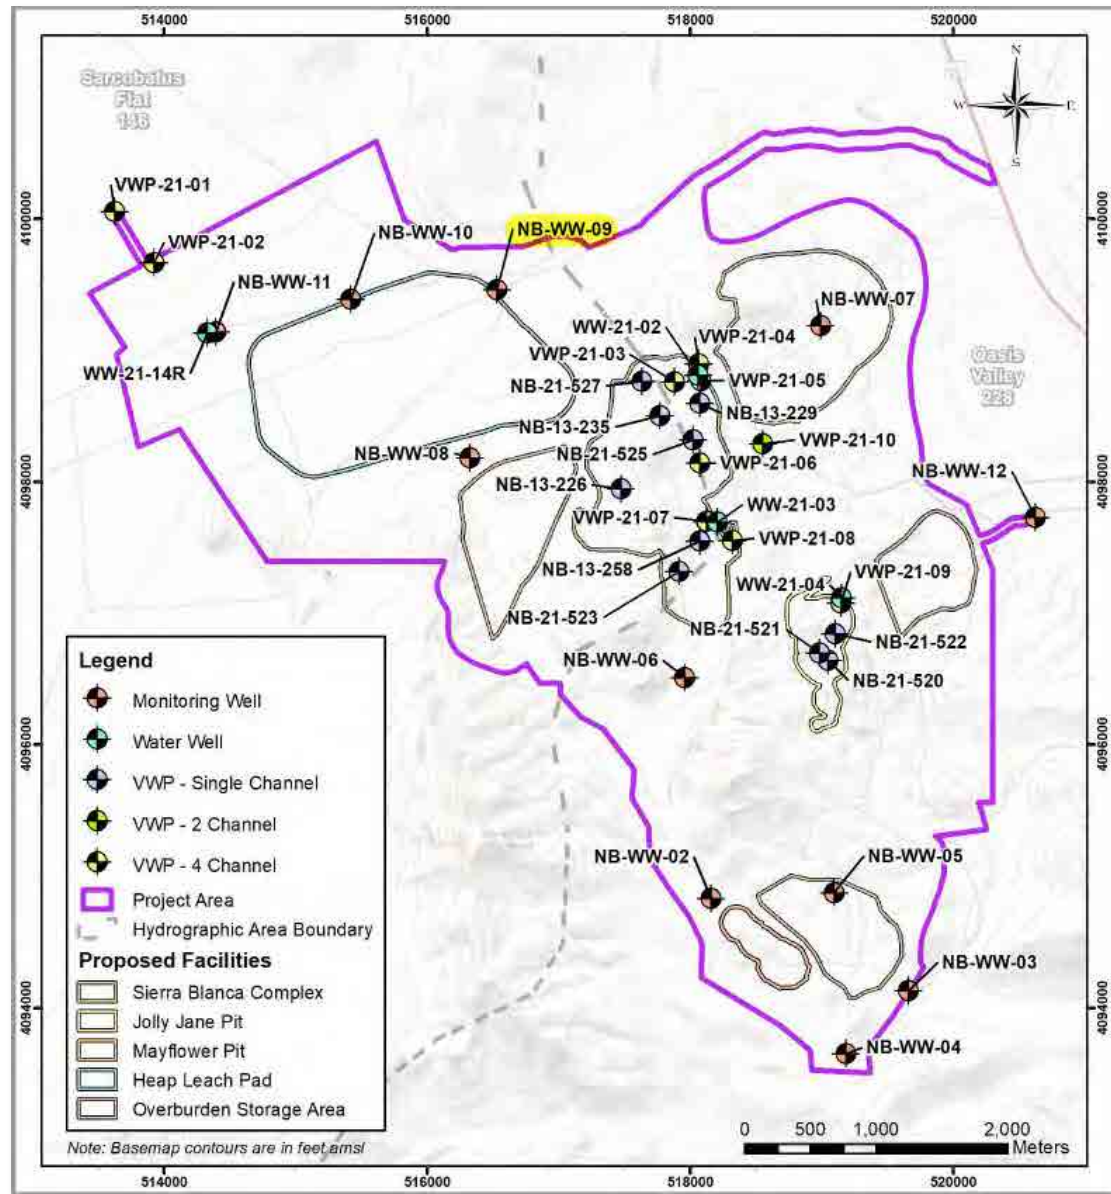 514000 516000 518000 520000
Sarcobatus
Flat
146
N
W E
S
VWP-21-01
4100000 4100000
VWP-21-02
NB-WW-10
NB-WW-09
NB-WW-11
NB-WW-07
WW-21-02
VWP-21-04
VWP-21-03
Oasis
Valley
228
WW-21-14R
NB-21-527
VWP-21-05
NB-13-235
NB-13-229
NB-WW-08
NB-21-525
VWP-21-10
VWP-21-06
NB-WW-12
4098000 4098000
NB-13-226
VWP-21-07
WW-21-03
VWP-21-08
NB-13-258
WW-21-04
VWP-21-09
NB-21-523
NB-21-521
NB-21-522
NB-WW-06
NB-21-520
4096000 4096000
NB-WW-02
NB-WW-05
NB-WW-03
4094000 4094000
NB-WW-04
Legend
Monitoring Well
Water Well
VWP - Single Channel
VWP - 2 Channel
VWP - 4 Channel
Project Area
Hydrographic Area Boundary
Proposed Facilities
Sierra Blanca Complex
Jolly Jane Pit
Mayflower Pit
Heap Leach Pad
Overburden Storage Area
Note: Basemap contours are in feet amsl
0 500 1,000 2,000
Meters
514000 516000 518000 520000